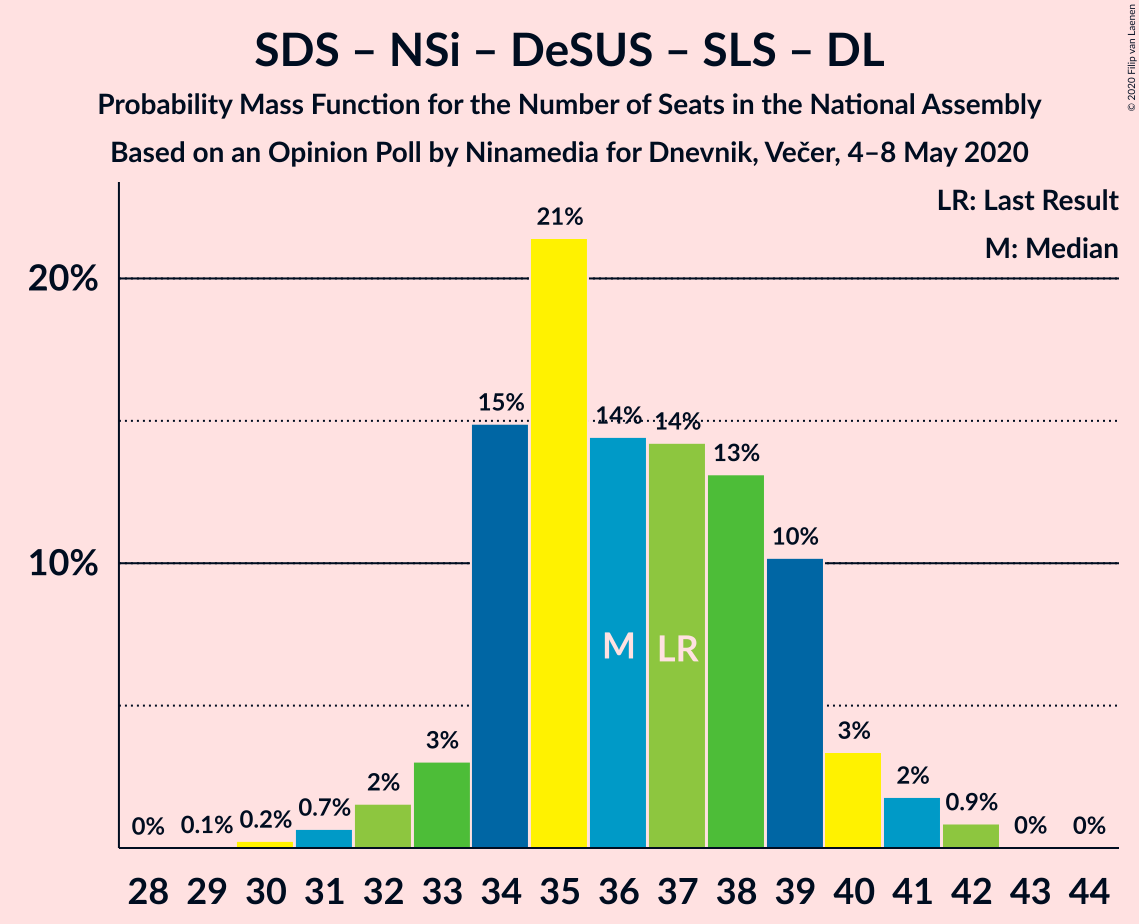 SDS – NSi – DeSUS – SLS – DL
Probability Mass Function for the Number of Seats in the National Assembly
Based on an Opinion Poll by Ninamedia for Dnevnik, Večer, 4–8 May 2020
© 2020 Filip van Laenen
LR: Last Result
M: Median
20%
10%
0% 0.1% 0.2% 0.7% 2% 3% 15% 21% 14% 14% 13% 10% 3% 2% 0.9% 0% 0%
M LR
28 29 30 31 32 33 34 35 36 37 38 39 40 41 42 43 44